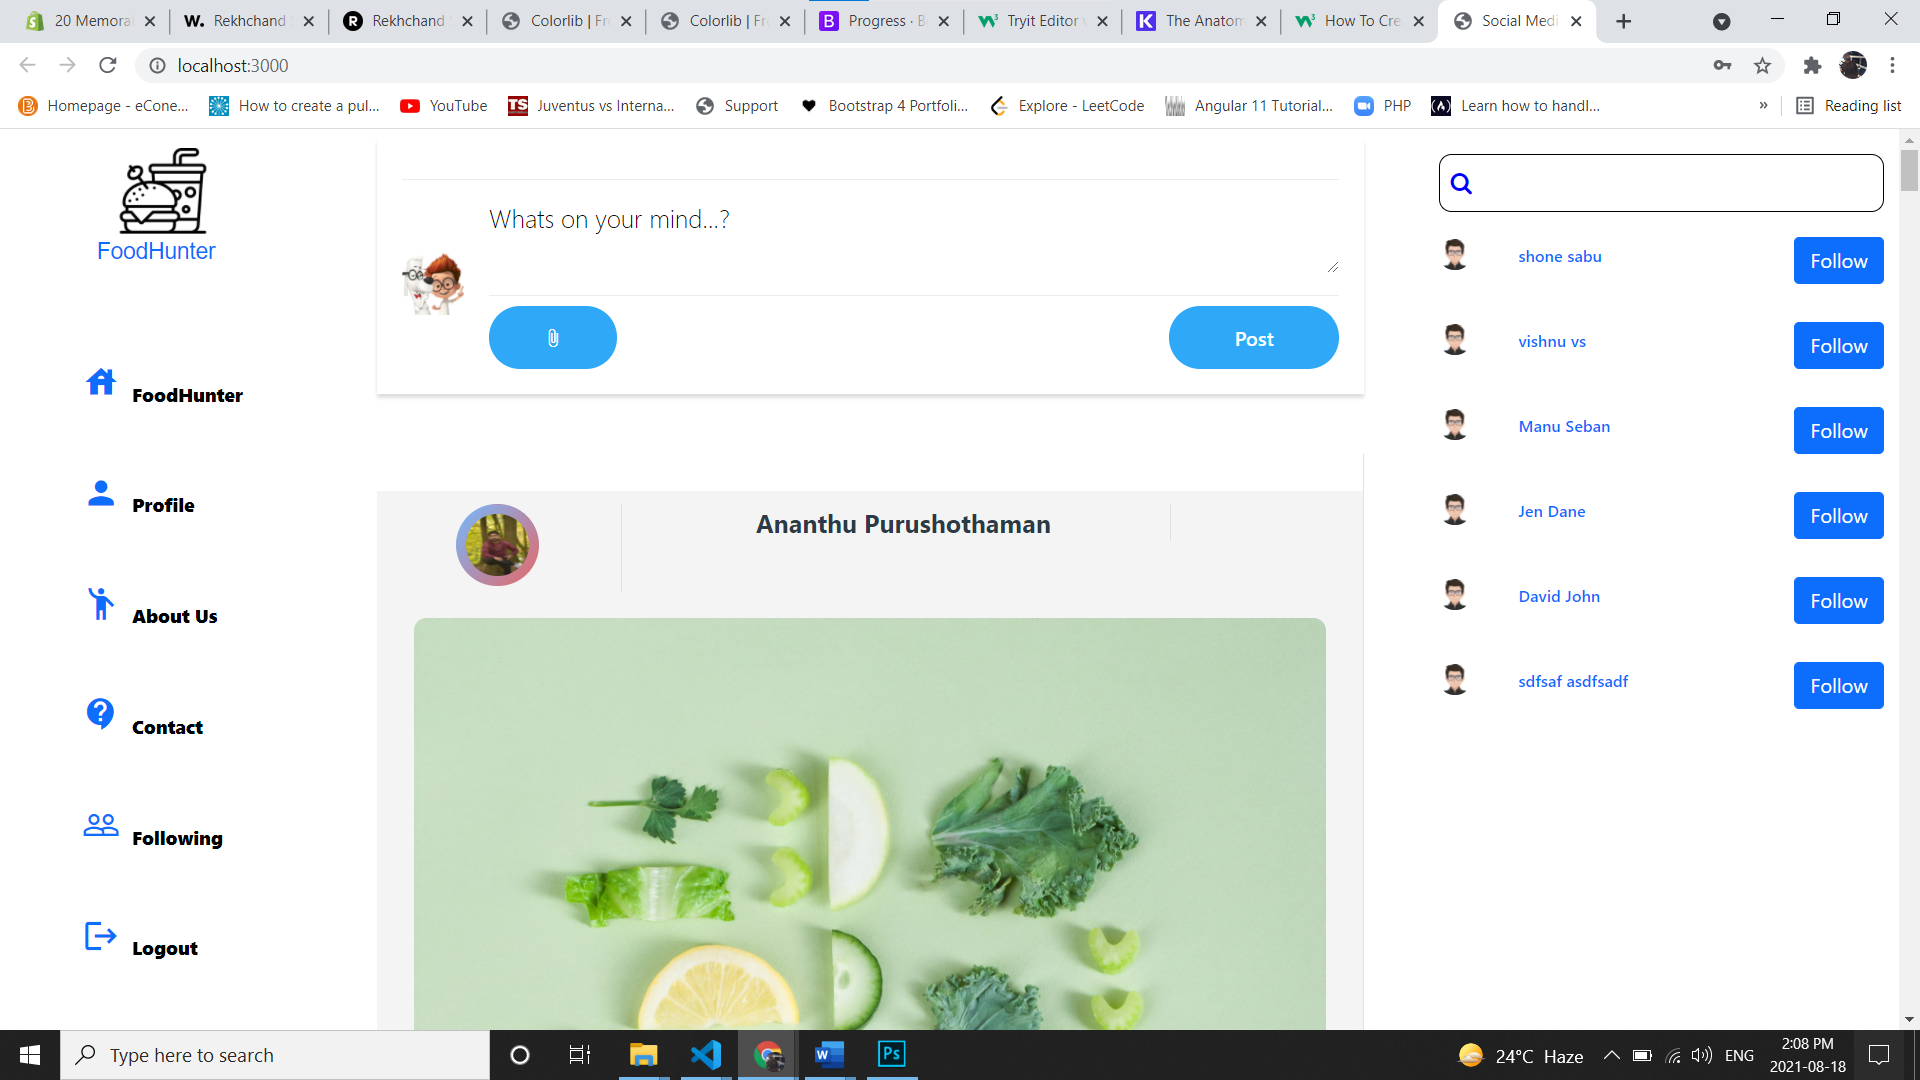 20 Memoral
Rekhchand
Rekhchand
Colorlib | Fre
Colorlib | Fre
Progress · B
Tryit Editor v
The Anatom
How To Cre
Social Medi
localhost:3000
Homepage - eCone...
How to create a pul...
YouTube
Juventus vs Interna...
Support
Bootstrap 4 Portfoli...
Explore - LeetCode
Angular 11 Tutorial...
PHP
Learn how to handl...
»
Reading list
FoodHunter
FoodHunter
Profile
About Us
Contact
Following
Logout
Whats on your mind...?
Post
Ananthu Purushothaman
shone sabu
Follow
vishnu vs
Follow
Manu Seban
Follow
Jen Dane
Follow
David John
Follow
sdfsaf asdfsadf
Follow
Type here to search
24°C Haze
ENG
2:08 PM
2021-08-18